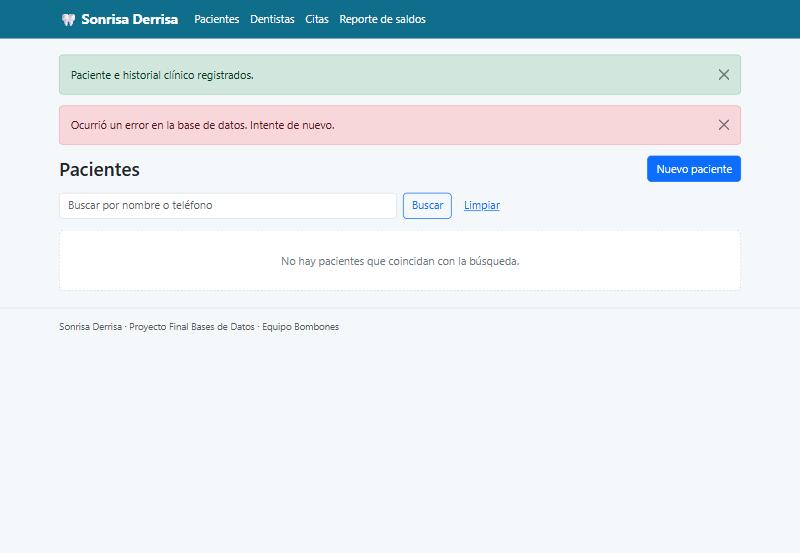 Sonrisa Derrisa Pacientes Dentistas Citas Reporte de saldos
Paciente e historial clínico registrados.
Ocurrió un error en la base de datos. Intente de nuevo.
Pacientes
Nuevo paciente
Buscar por nombre o teléfono Buscar Limpiar
No hay pacientes que coincidan con la búsqueda.
Sonrisa Derrisa · Proyecto Final Bases de Datos · Equipo Bombones